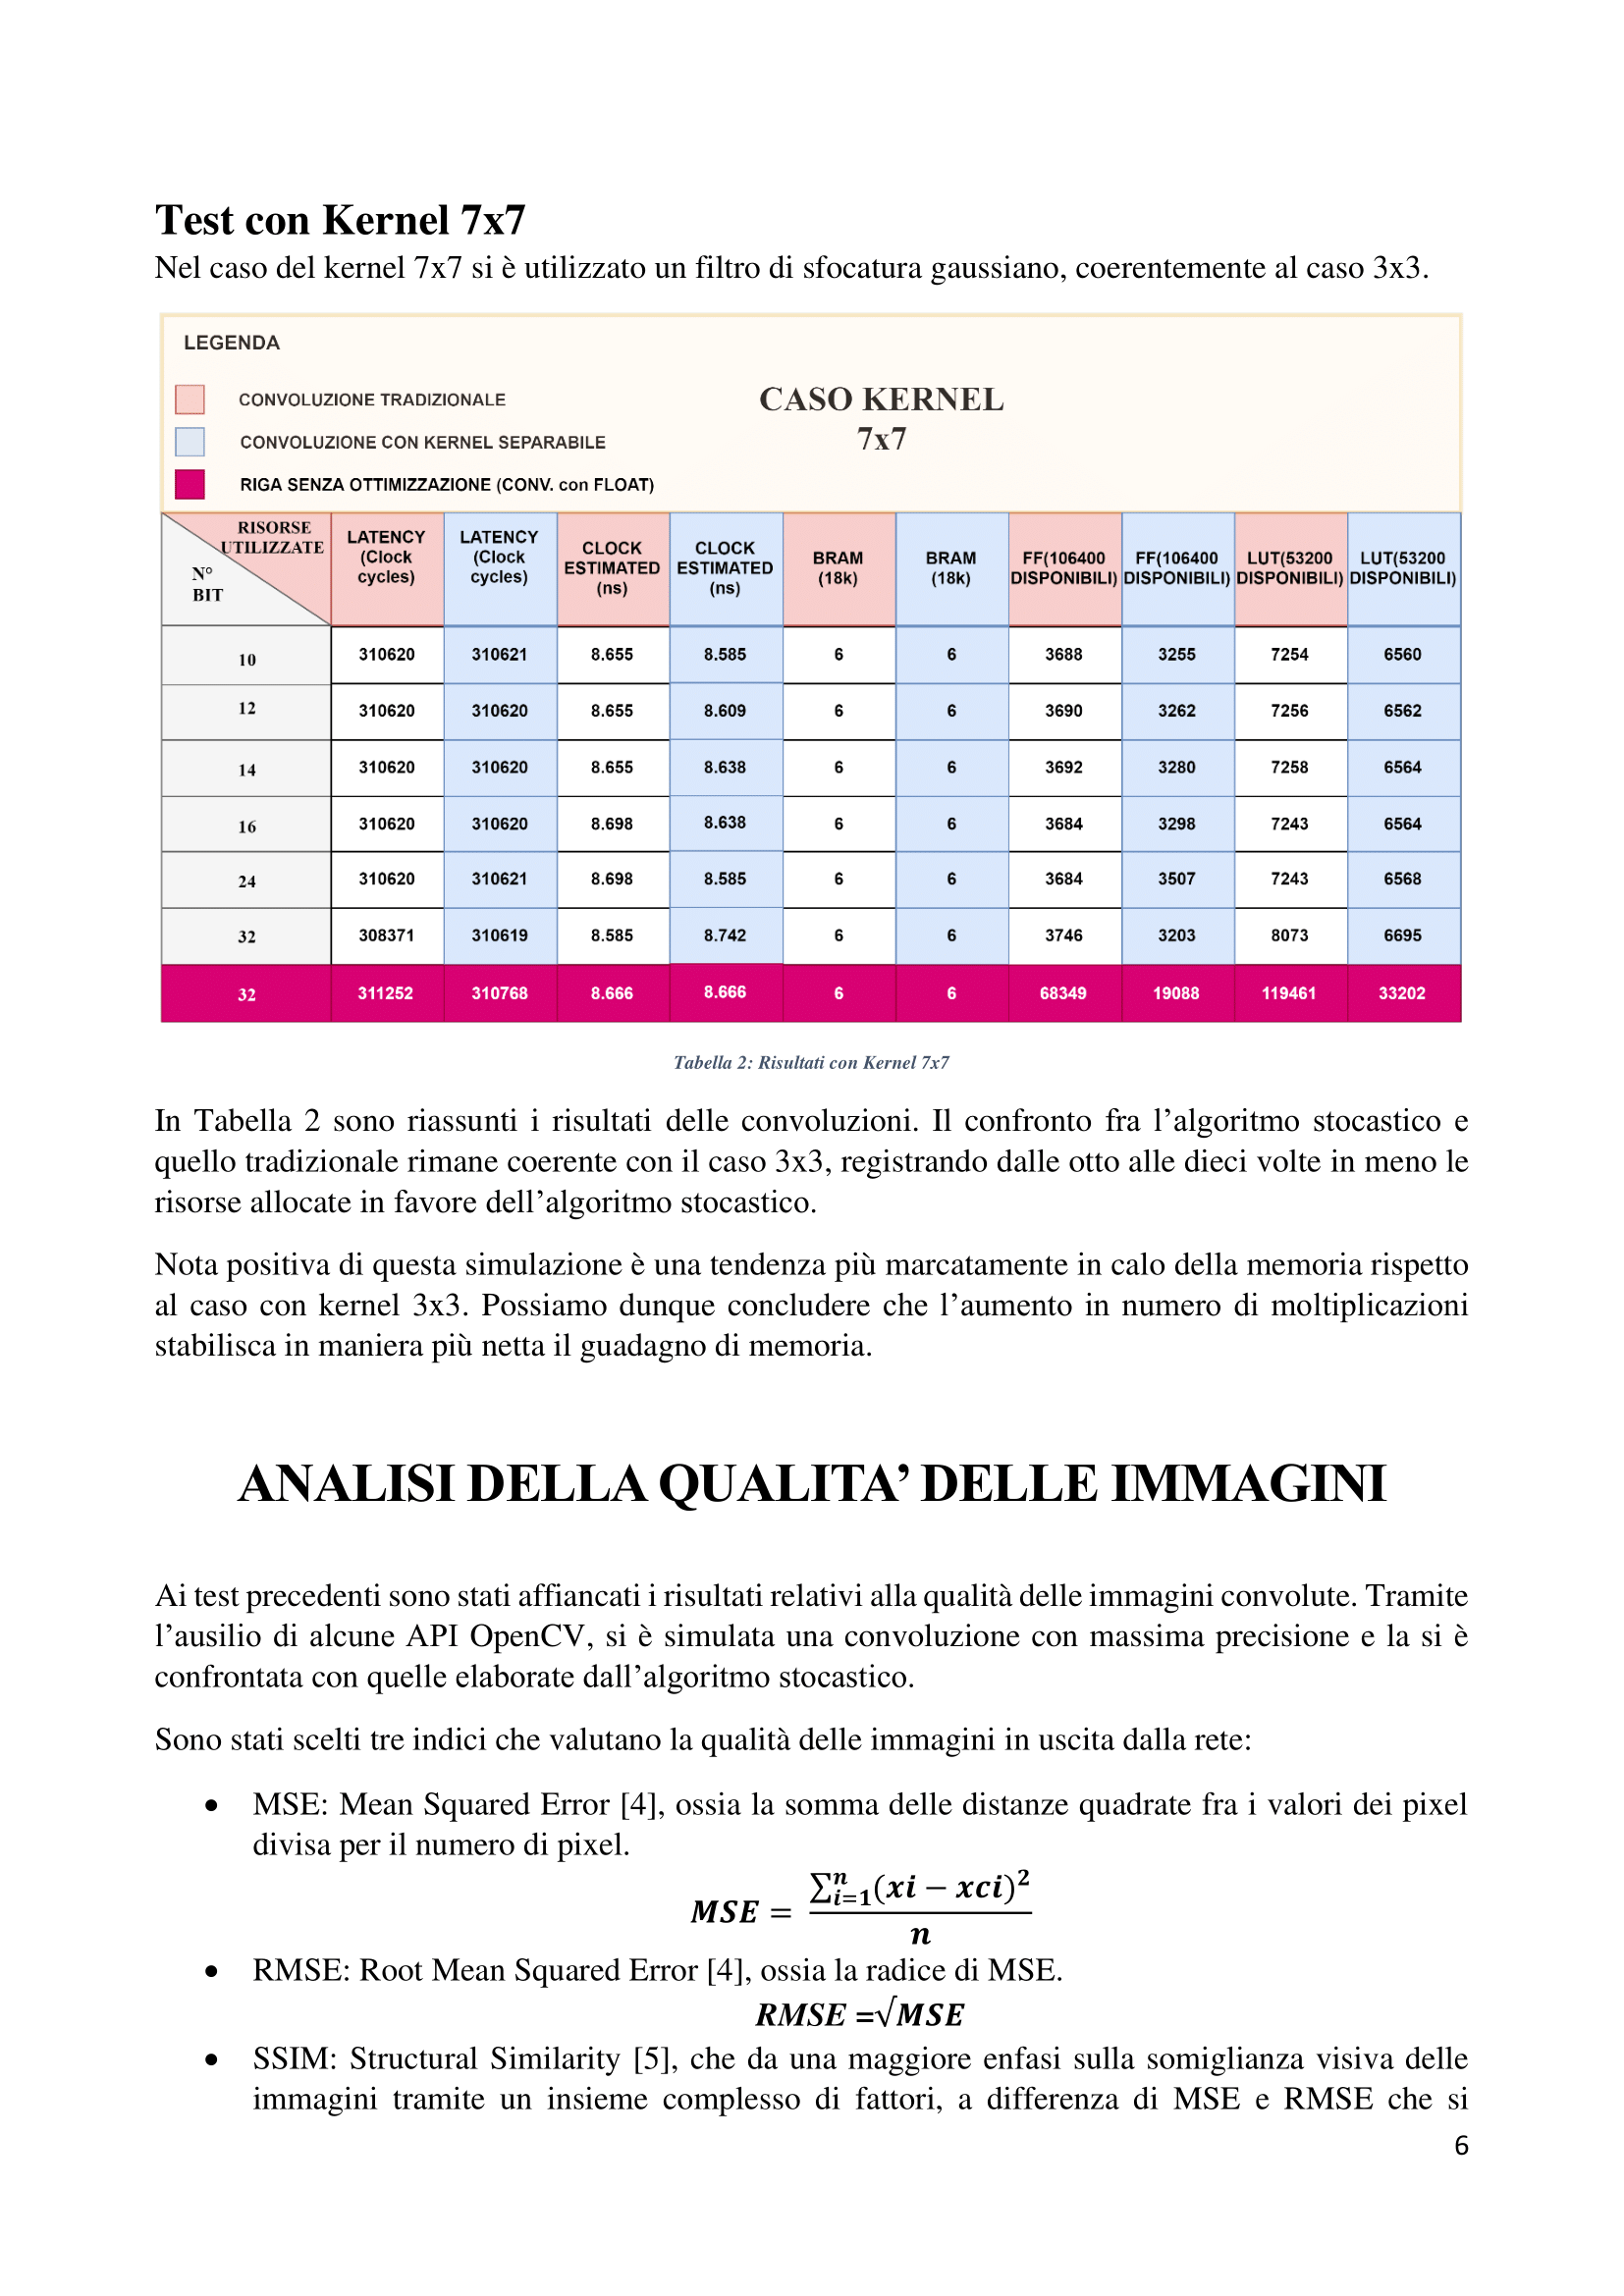 Test con Kernel 7x7
Nel caso del kernel 7x7 si è utilizzato un filtro di sfocatura gaussiano, coerentemente al caso 3x3.
LEGENDA
CONVOLUZIONE TRADIZIONALE
CONVOLUZIONE CON KERNEL SEPARABILE
RIGA SENZA OTTIMIZZAZIONE (CONV. con FLOAT)
CASO KERNEL
7x7
RISORSE UTILIZZATE N° BIT | LATENCY (Clock cycles) | LATENCY (Clock cycles) | CLOCK ESTIMATED (ns) | CLOCK ESTIMATED (ns) | BRAM (18k) | BRAM (18k) | FF(106400 DISPONIBILI) | FF(106400 DISPONIBILI) | LUT(53200 DISPONIBILI) | LUT(53200 DISPONIBILI)
10 310620 310621 8.655 8.585 6 6 3688 3255 7254 6560
12 310620 310620 8.655 8.609 6 6 3690 3262 7256 6562
14 310620 310620 8.655 8.638 6 6 3692 3280 7258 6564
16 310620 310620 8.698 8.638 6 6 3684 3298 7243 6564
24 310620 310621 8.698 8.585 6 6 3684 3507 7243 6568
32 308371 310619 8.585 8.742 6 6 3746 3203 8073 6695
32 311252 310768 8.666 8.666 6 6 68349 19088 119461 33202
Tabella 2: Risultati con Kernel 7x7
In Tabella 2 sono riassunti i risultati delle convoluzioni. Il confronto fra l’algoritmo stocastico e
quello tradizionale rimane coerente con il caso 3x3, registrando dalle otto alle dieci volte in meno le
risorse allocate in favore dell’algoritmo stocastico.
Nota positiva di questa simulazione è una tendenza più marcatamente in calo della memoria rispetto
al caso con kernel 3x3. Possiamo dunque concludere che l’aumento in numero di moltiplicazioni
stabilisca in maniera più netta il guadagno di memoria.
ANALISI DELLA QUALITA’ DELLE IMMAGINI
Ai test precedenti sono stati affiancati i risultati relativi alla qualità delle immagini convolute. Tramite
l’ausilio di alcune API OpenCV, si è simulata una convoluzione con massima precisione e la si è
confrontata con quelle elaborate dall’algoritmo stocastico.
Sono stati scelti tre indici che valutano la qualità delle immagini in uscita dalla rete:
• MSE: Mean Squared Error [4], ossia la somma delle distanze quadrate fra i valori dei pixel
divisa per il numero di pixel.
MSE = ∑ⁿᵢ₌₁(xi − xci)² / n
• RMSE: Root Mean Squared Error [4], ossia la radice di MSE.
RMSE =√MSE
• SSIM: Structural Similarity [5], che da una maggiore enfasi sulla somiglianza visiva delle
immagini tramite un insieme complesso di fattori, a differenza di MSE e RMSE che si
6